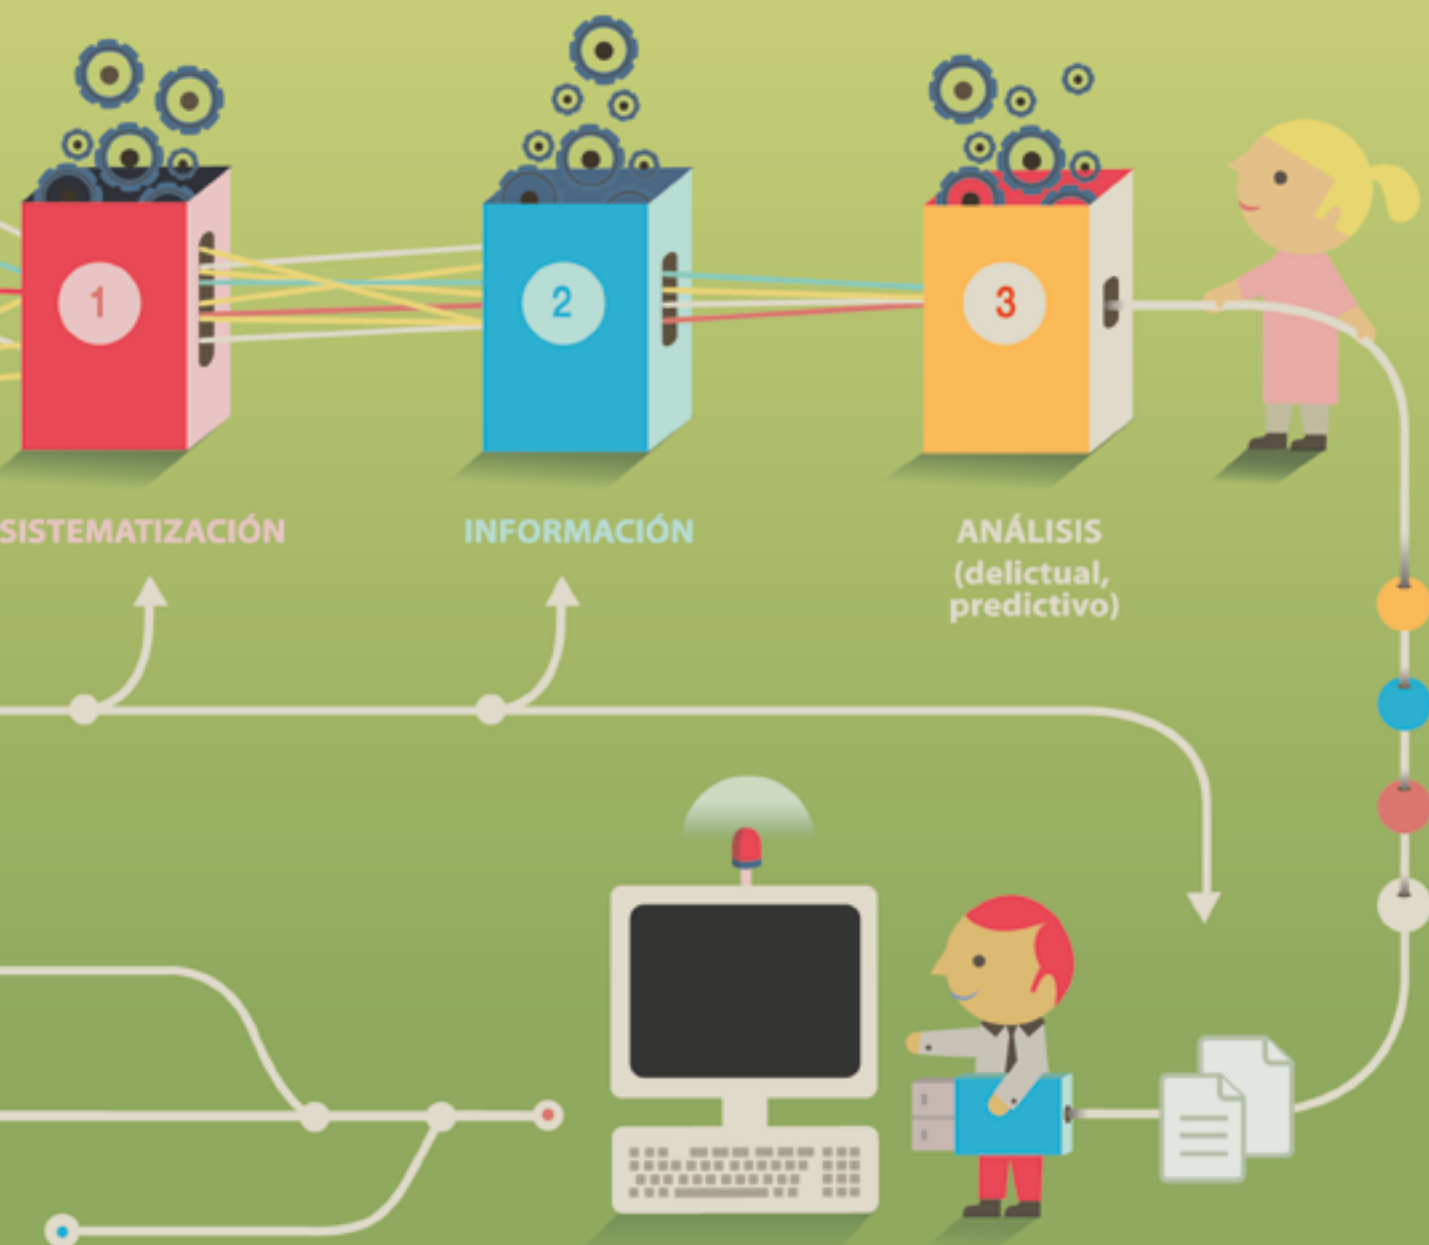 1
2
3
SISTEMATIZACIÓN
INFORMACIÓN
ANÁLISIS
(delictual,
predictivo)